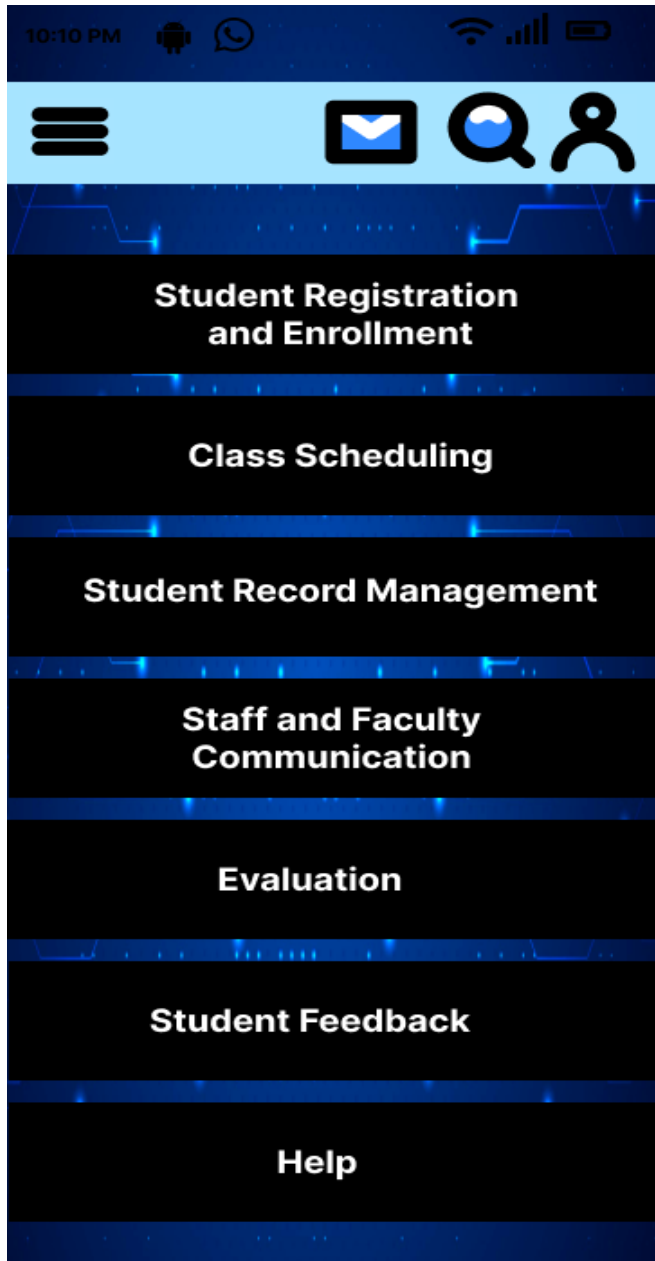 10:10 PM
Student Registration
and Enrollment
Class Scheduling
Student Record Management
Staff and Faculty
Communication
Evaluation
Student Feedback
Help